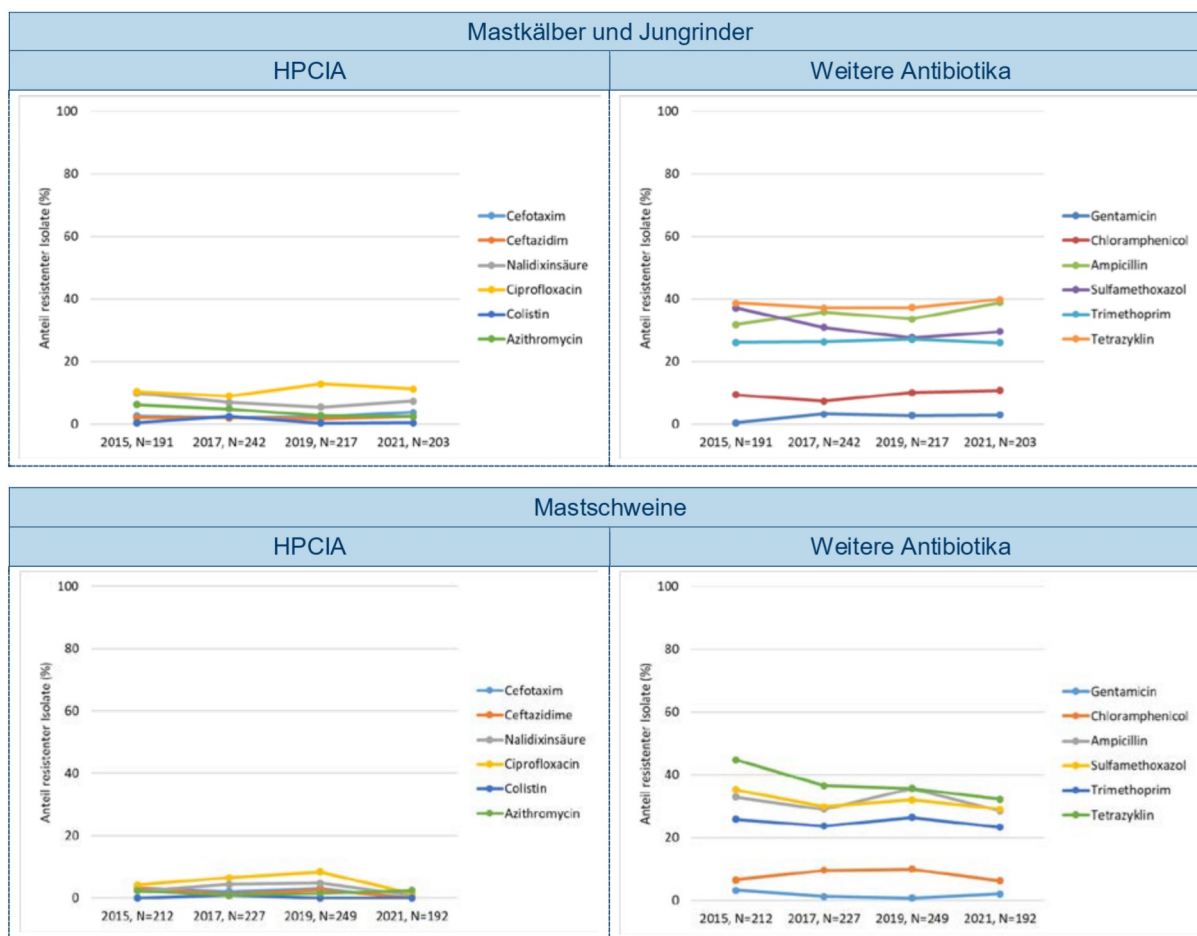 Mastkälber und Jungrinder
HPCIA
Weitere Antibiotika
Anteil resistenter Isolate (%)
100
80
60
40
20
0
2015, N=191 2017, N=242 2019, N=217 2021, N=203
Cefotaxim
Ceftazidim
Nalidixinsäure
Ciprofloxacin
Colistin
Azithromycin
Anteil resistenter Isolate (%)
100
80
60
40
20
0
2015, N=191 2017, N=242 2019, N=217 2021, N=203
Gentamicin
Chloramphenicol
Ampicillin
Sulfamethoxazol
Trimethoprim
Tetrazyklin
Mastschweine
HPCIA
Weitere Antibiotika
Anteil resistenter Isolate (%)
100
80
60
40
20
0
2015, N=212 2017, N=227 2019, N=249 2021, N=192
Cefotaxim
Ceftazidime
Nalidixinsäure
Ciprofloxacin
Colistin
Azithromycin
Anteil resistenter Isolate (%)
100
80
60
40
20
0
2015, N=212 2017, N=227 2019, N=249 2021, N=192
Gentamicin
Chloramphenicol
Ampicillin
Sulfamethoxazol
Trimethoprim
Tetrazyklin